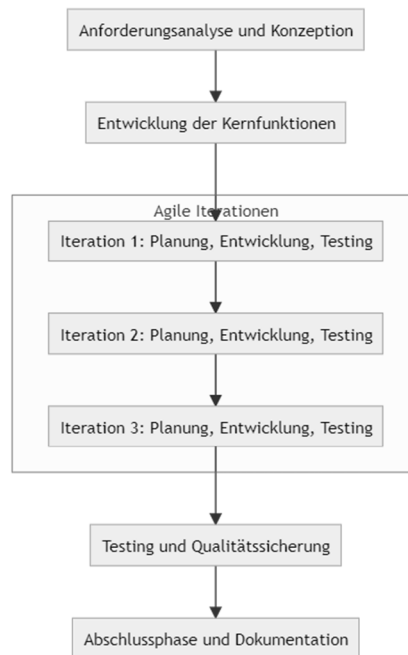 Anforderungsanalyse und Konzeption
Entwicklung der Kernfunktionen
Agile Iterationen
Iteration 1: Planung, Entwicklung, Testing
Iteration 2: Planung, Entwicklung, Testing
Iteration 3: Planung, Entwicklung, Testing
Testing und Qualitätssicherung
Abschlussphase und Dokumentation